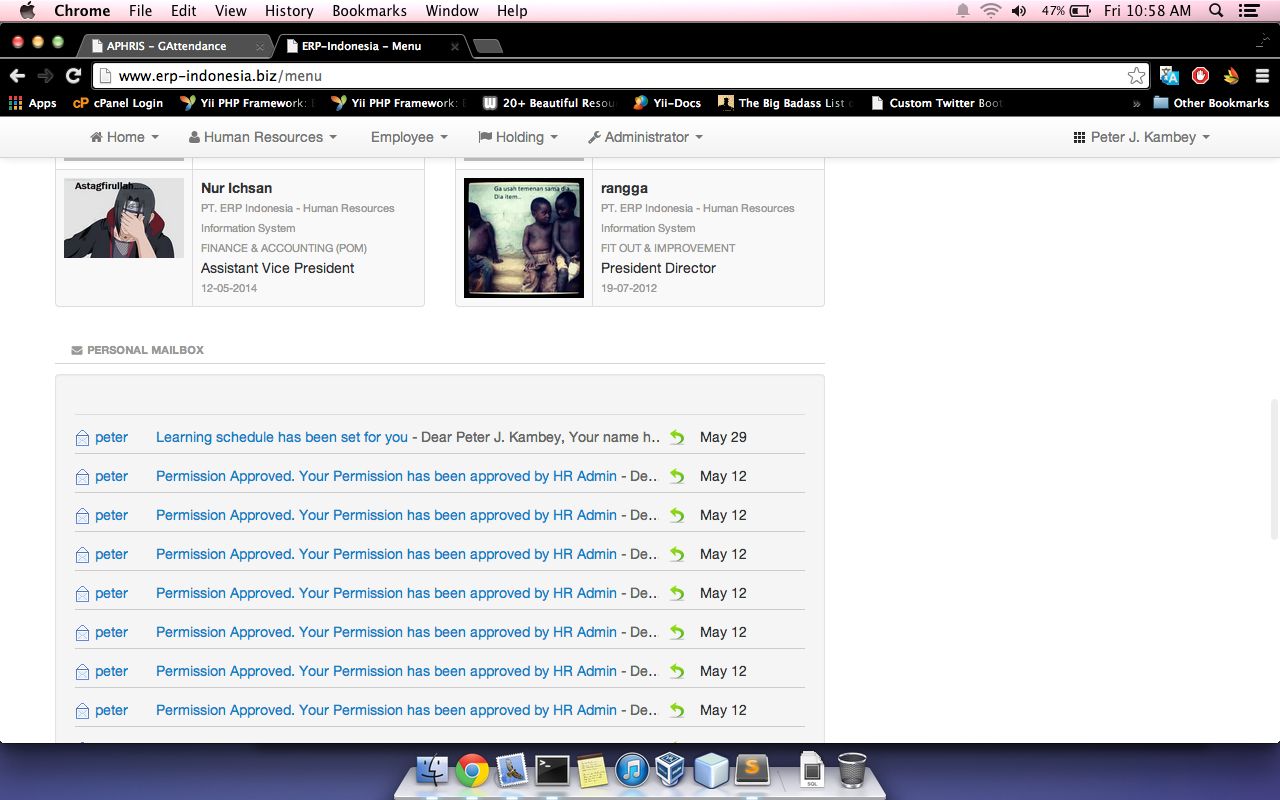 Chrome File Edit View History Bookmarks Window Help 47% Fri 10:58 AM
APHRIS – GAttendance ERP-Indonesia – Menu
www.erp-indonesia.biz/menu
Apps cPanel Login Yii PHP Framework: Yii PHP Framework: 20+ Beautiful Resou Yii-Docs The Big Badass List Custom Twitter Boot » Other Bookmarks
Home Human Resources Employee Holding Administrator Peter J. Kambey
Astagfirullah.....
Nur Ichsan
PT. ERP Indonesia - Human Resources
Information System
FINANCE & ACCOUNTING (POM)
Assistant Vice President
12-05-2014
Ga usah temenan sama dia..
Dia item...
rangga
PT. ERP Indonesia - Human Resources
Information System
FIT OUT & IMPROVEMENT
President Director
19-07-2012
PERSONAL MAILBOX
peter Learning schedule has been set for you - Dear Peter J. Kambey, Your name h... May 29
peter Permission Approved. Your Permission has been approved by HR Admin - De... May 12
peter Permission Approved. Your Permission has been approved by HR Admin - De... May 12
peter Permission Approved. Your Permission has been approved by HR Admin - De... May 12
peter Permission Approved. Your Permission has been approved by HR Admin - De... May 12
peter Permission Approved. Your Permission has been approved by HR Admin - De... May 12
peter Permission Approved. Your Permission has been approved by HR Admin - De... May 12
peter Permission Approved. Your Permission has been approved by HR Admin - De... May 12
SQL